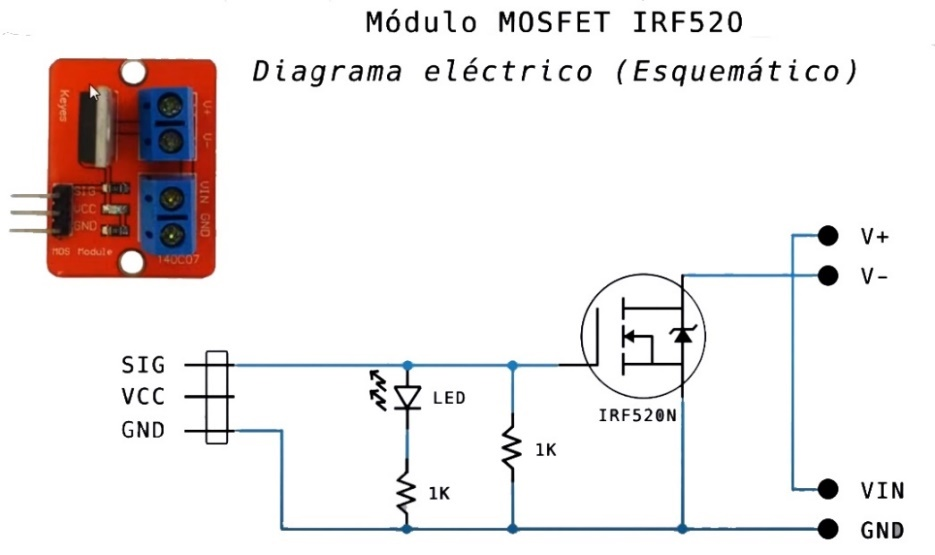 Módulo MOSFET IRF520
Diagrama eléctrico (Esquemático)
Keyes
V+
V-
VIN
GND
SIG
VCC
GND
MOS Module
140C07
V+
V-
SIG
VCC
GND
LED
IRF520N
1K
1K
VIN
GND